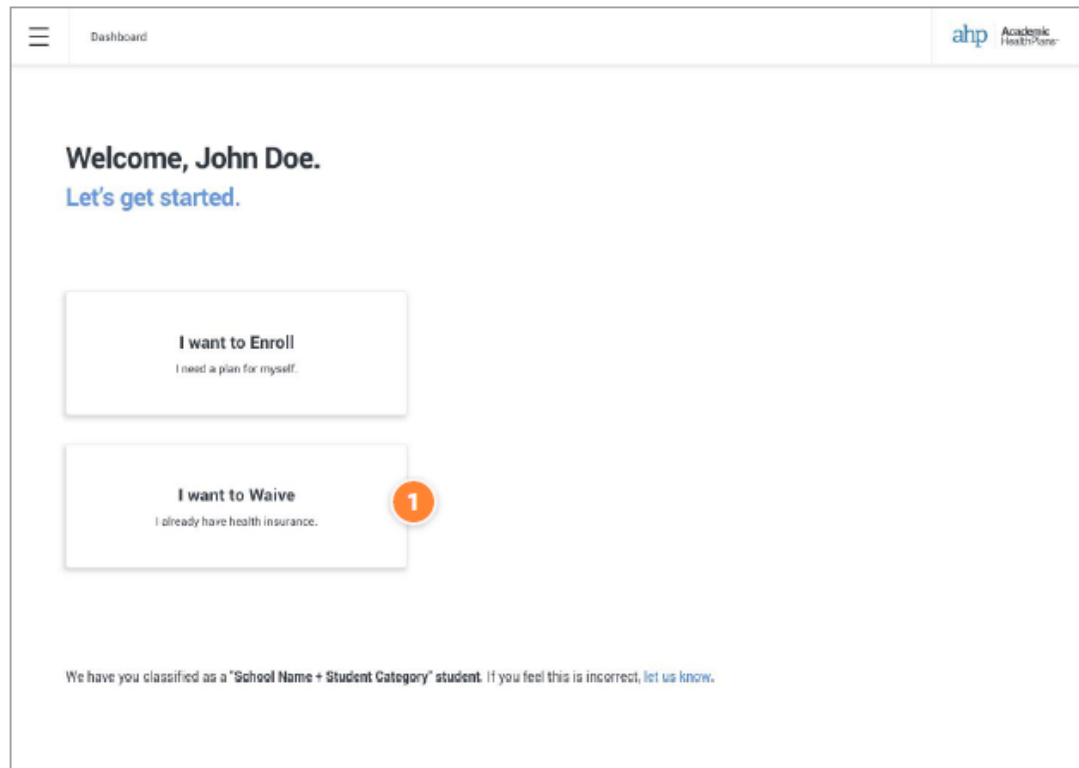 Dashboard
ahp Academic
HealthPlans
Welcome, John Doe.
Let's get started.
I want to Enroll
I need a plan for myself.
I want to Waive
1
I already have health insurance.
We have you classified as a "School Name + Student Category" student. If you feel this is incorrect, let us know.